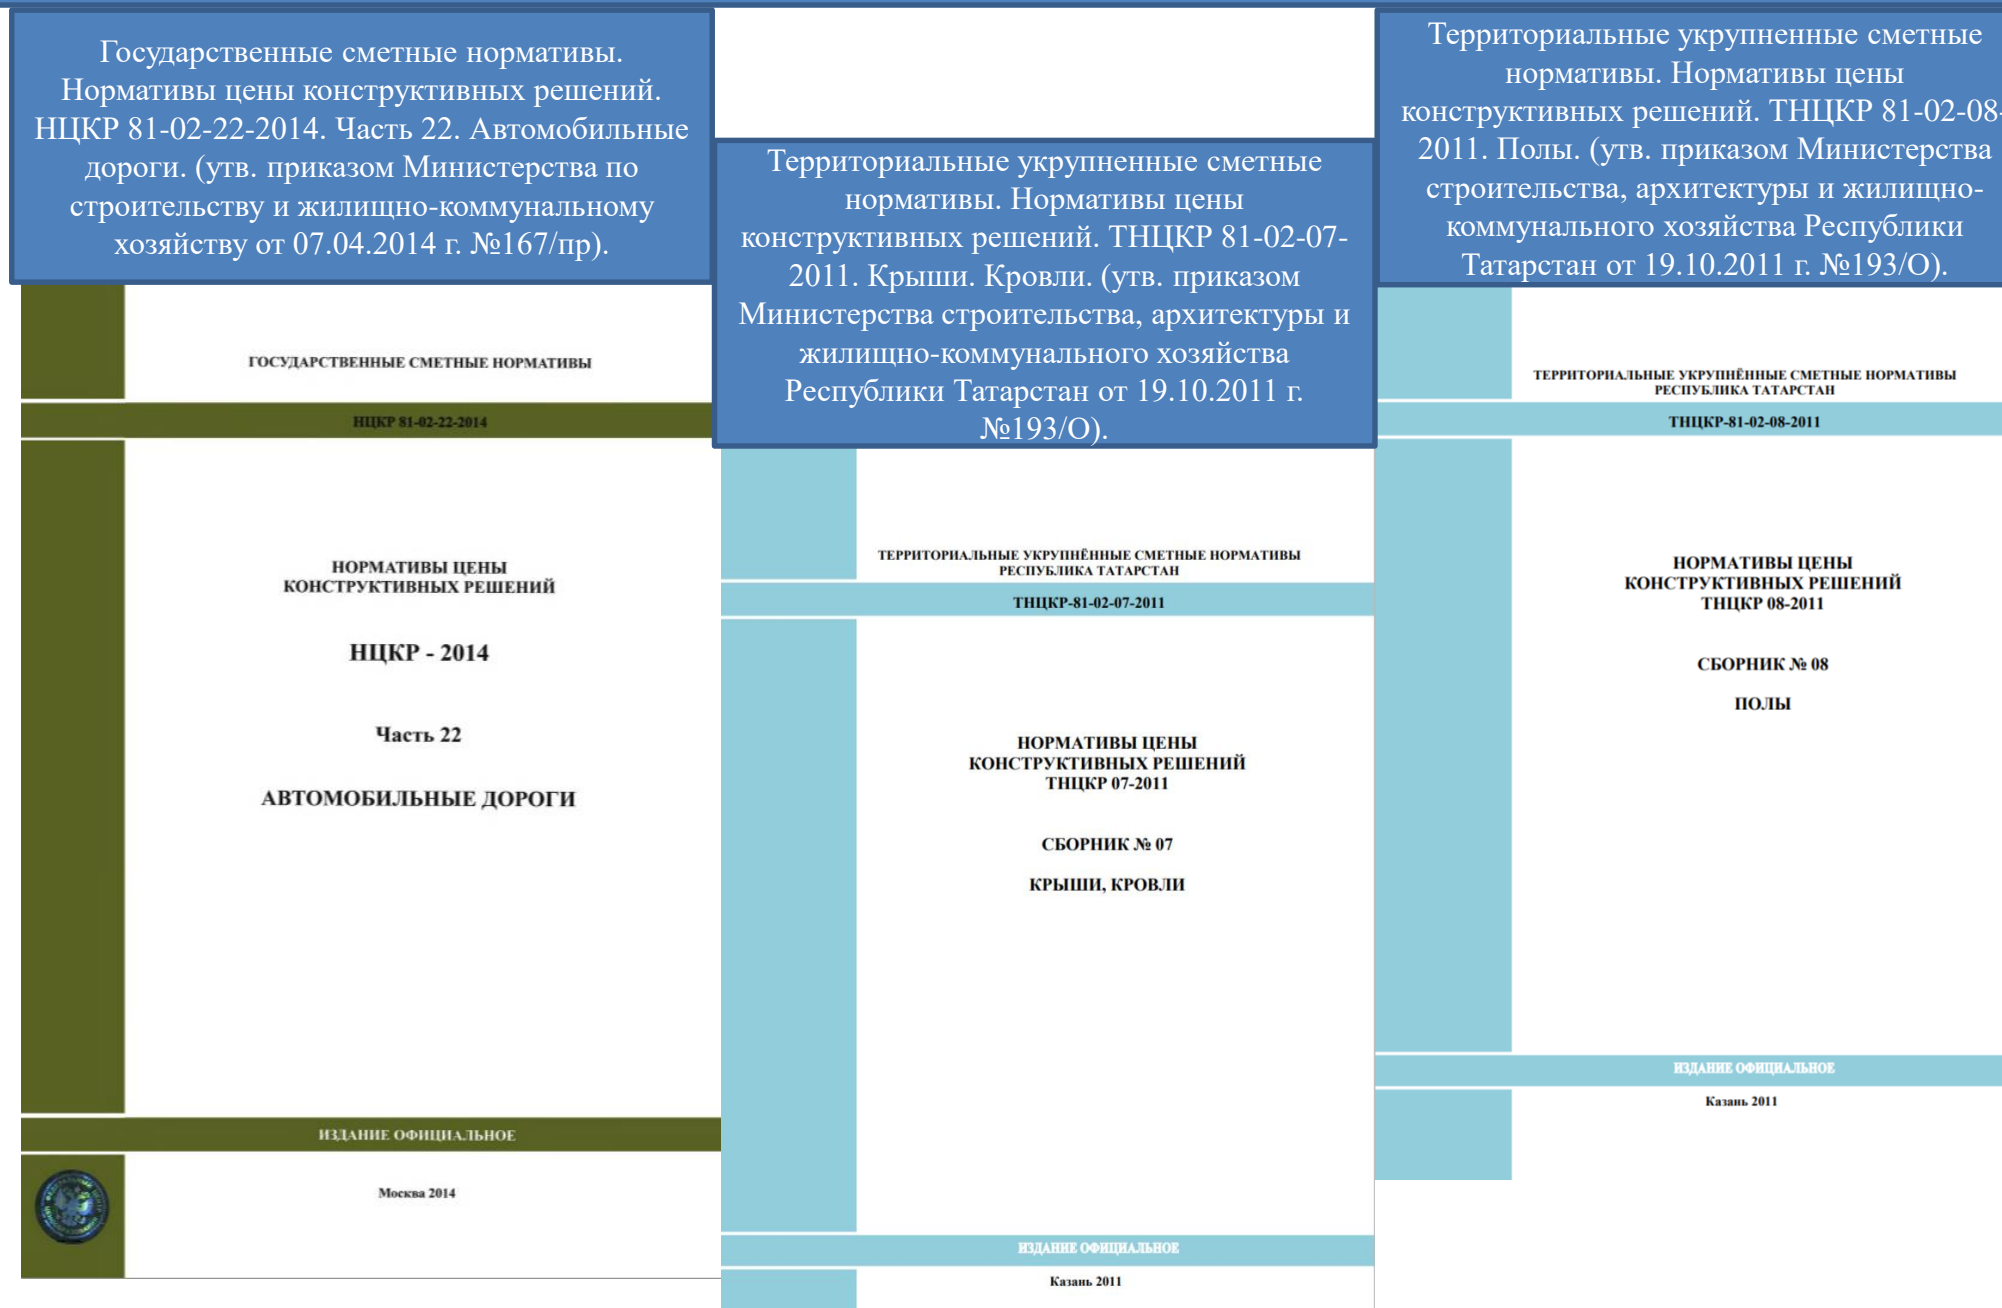 Государственные сметные нормативы.
Нормативы цены конструктивных решений.
НЦКР 81-02-22-2014. Часть 22. Автомобильные
дороги. (утв. приказом Министерства по
строительству и жилищно-коммунальному
хозяйству от 07.04.2014 г. №167/пр).
ГОСУДАРСТВЕННЫЕ СМЕТНЫЕ НОРМАТИВЫ
НЦКР 81-02-22-2014
НОРМАТИВЫ ЦЕНЫ
КОНСТРУКТИВНЫХ РЕШЕНИЙ
НЦКР - 2014
Часть 22
АВТОМОБИЛЬНЫЕ ДОРОГИ
ИЗДАНИЕ ОФИЦИАЛЬНОЕ
Москва 2014
Территориальные укрупненные сметные
нормативы. Нормативы цены
конструктивных решений. ТНЦКР 81-02-07-
2011. Крыши. Кровли. (утв. приказом
Министерства строительства, архитектуры и
жилищно-коммунального хозяйства
Республики Татарстан от 19.10.2011 г.
№193/О).
ТЕРРИТОРИАЛЬНЫЕ УКРУПНЁННЫЕ СМЕТНЫЕ НОРМАТИВЫ
РЕСПУБЛИКА ТАТАРСТАН
ТНЦКР-81-02-07-2011
НОРМАТИВЫ ЦЕНЫ
КОНСТРУКТИВНЫХ РЕШЕНИЙ
ТНЦКР 07-2011
СБОРНИК № 07
КРЫШИ, КРОВЛИ
ИЗДАНИЕ ОФИЦИАЛЬНОЕ
Казань 2011
Территориальные укрупненные сметные
нормативы. Нормативы цены
конструктивных решений. ТНЦКР 81-02-08-
2011. Полы. (утв. приказом Министерства
строительства, архитектуры и жилищно-
коммунального хозяйства Республики
Татарстан от 19.10.2011 г. №193/О).
ТЕРРИТОРИАЛЬНЫЕ УКРУПНЁННЫЕ СМЕТНЫЕ НОРМАТИВЫ
РЕСПУБЛИКА ТАТАРСТАН
ТНЦКР-81-02-08-2011
НОРМАТИВЫ ЦЕНЫ
КОНСТРУКТИВНЫХ РЕШЕНИЙ
ТНЦКР 08-2011
СБОРНИК № 08
ПОЛЫ
ИЗДАНИЕ ОФИЦИАЛЬНОЕ
Казань 2011